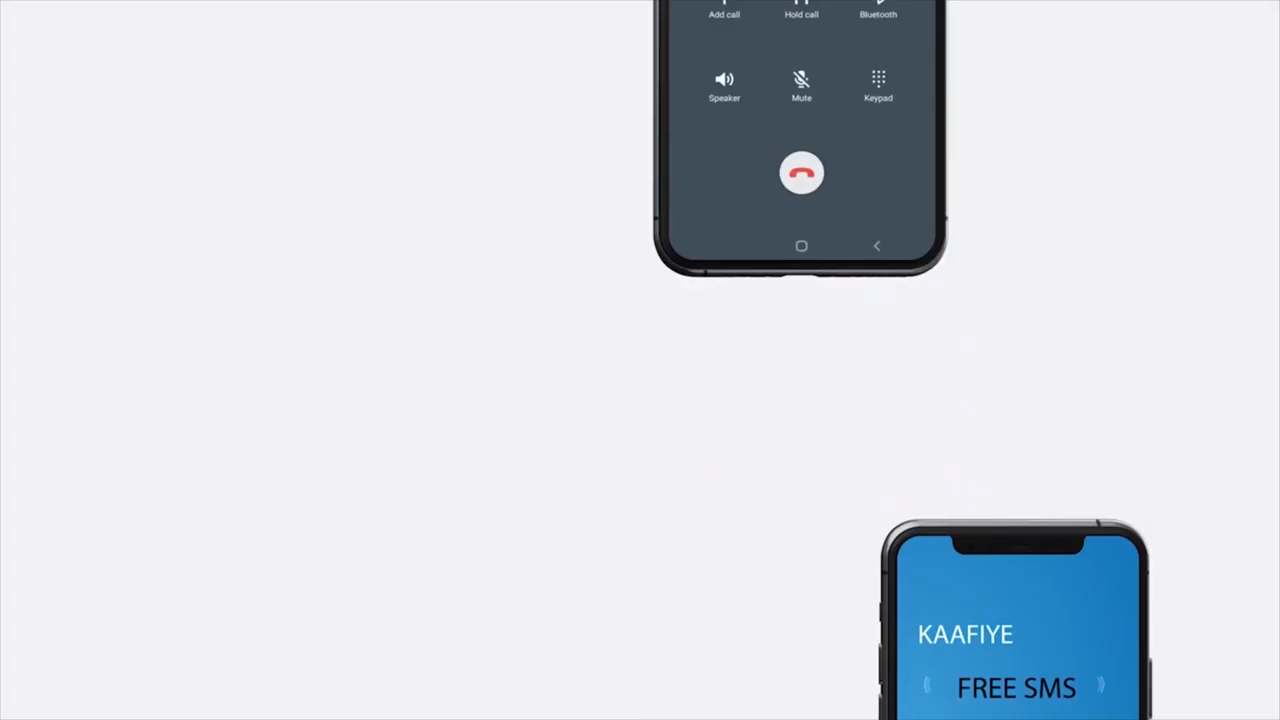 Add call Hold call Bluetooth
Speaker Mute Keypad
KAAFIYE
FREE SMS